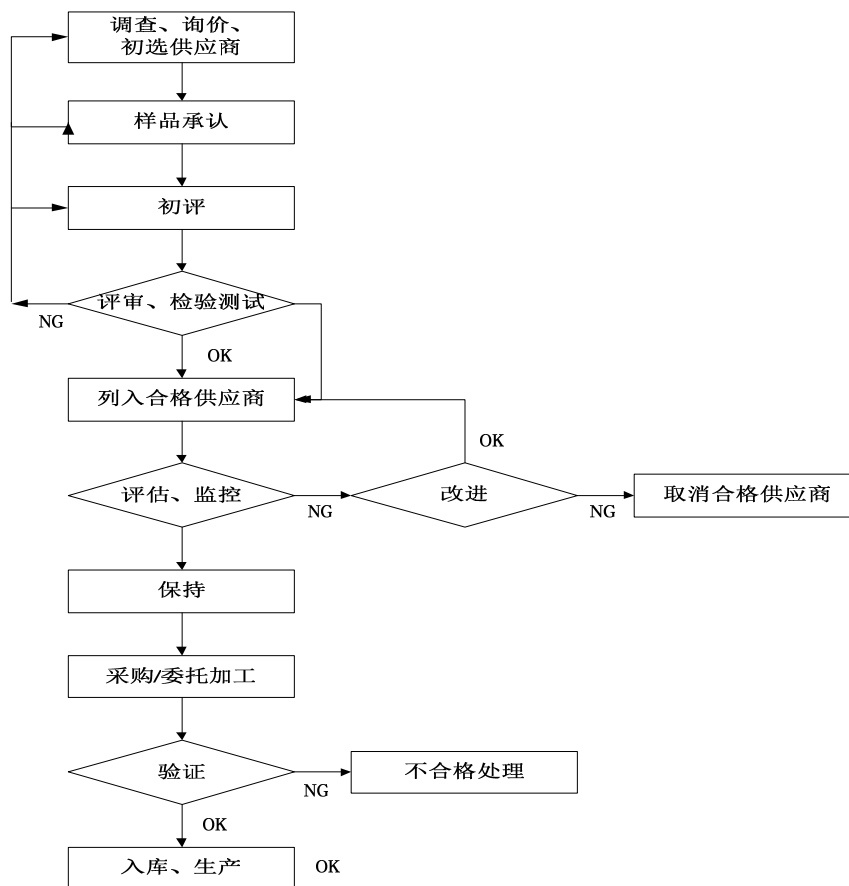 调查、询价、
初选供应商
样品承认
初评
评审、检验测试
NG
OK
列入合格供应商
OK
评估、监控
NG
改进
NG
取消合格供应商
保持
采购/委托加工
验证
NG
不合格处理
OK
入库、生产
OK